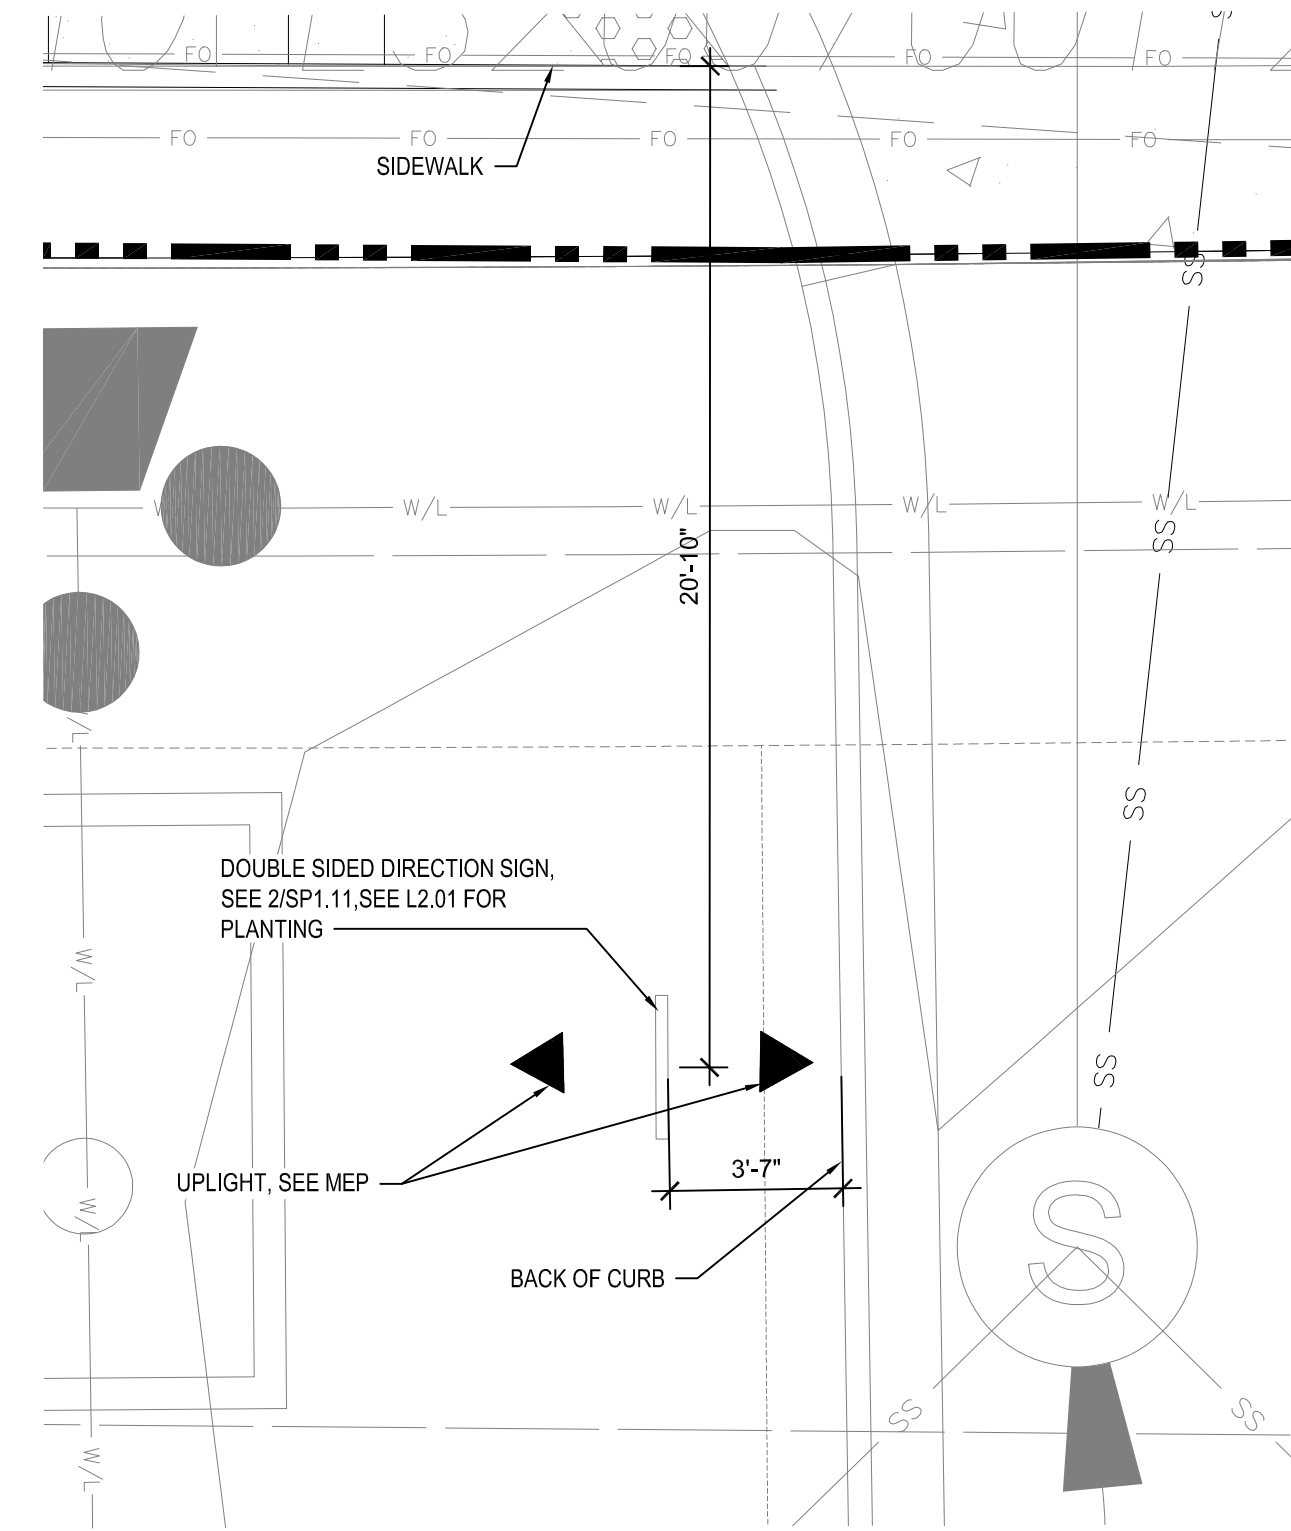 FO FO FO FO FO
SIDEWALK
FO FO FO FO FO
SS
W/L W/L W/L W/L
SS
20'-10"
SS
DOUBLE SIDED DIRECTION SIGN,
SEE 2/SP1.11,SEE L2.01 FOR
PLANTING
W/L
SS
UPLIGHT, SEE MEP
3'-7"
W/L
S
BACK OF CURB
SS SS
W/L